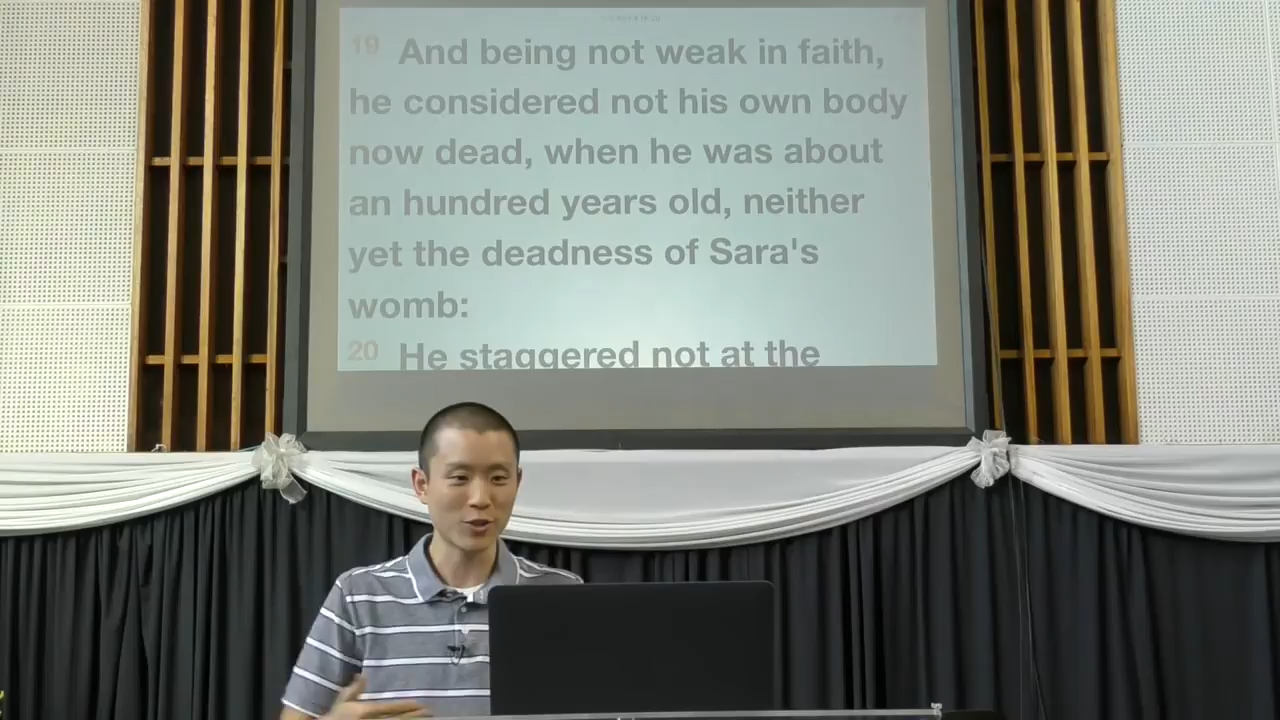 19 And being not weak in faith,
he considered not his own body
now dead, when he was about
an hundred years old, neither
yet the deadness of Sara's
womb:
20 He staggered not at the